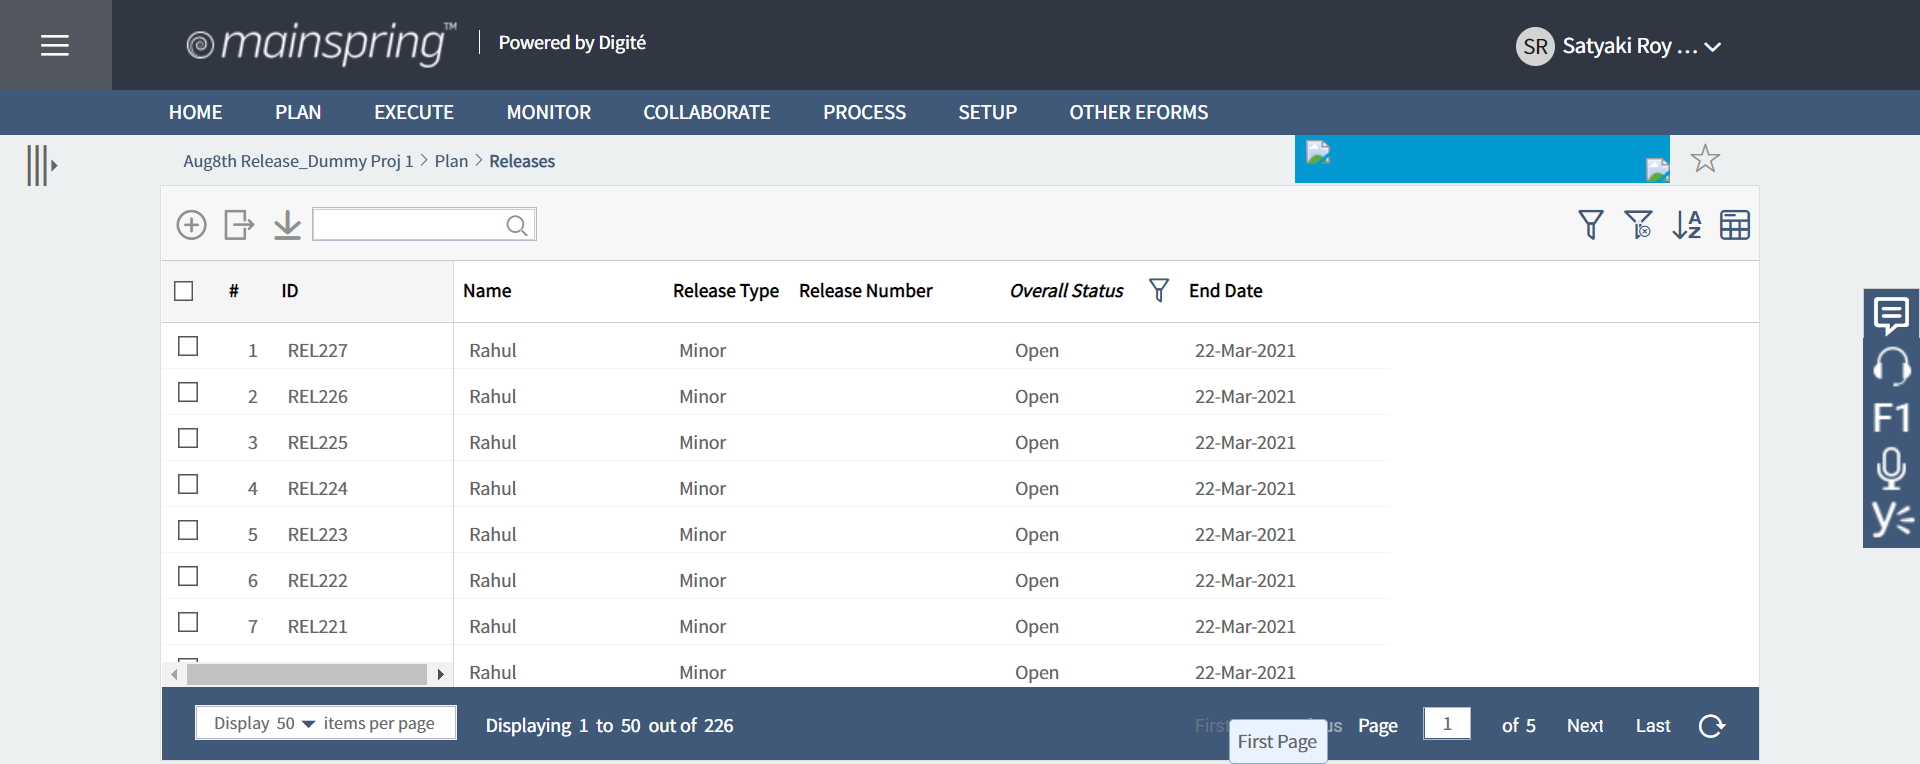 mainspring™ Powered by Digité
SR Satyaki Roy ...
HOME PLAN EXECUTE MONITOR COLLABORATE PROCESS SETUP OTHER EFORMS
Aug8th Release_Dummy Proj 1 > Plan > Releases
# ID Name Release Type Release Number Overall Status End Date
1 REL227 Rahul Minor Open 22-Mar-2021
2 REL226 Rahul Minor Open 22-Mar-2021
3 REL225 Rahul Minor Open 22-Mar-2021
4 REL224 Rahul Minor Open 22-Mar-2021
5 REL223 Rahul Minor Open 22-Mar-2021
6 REL222 Rahul Minor Open 22-Mar-2021
7 REL221 Rahul Minor Open 22-Mar-2021
Rahul Minor Open 22-Mar-2021
F1
Display 50 items per page Displaying 1 to 50 out of 226 Page 1 of 5 Next Last
First Page